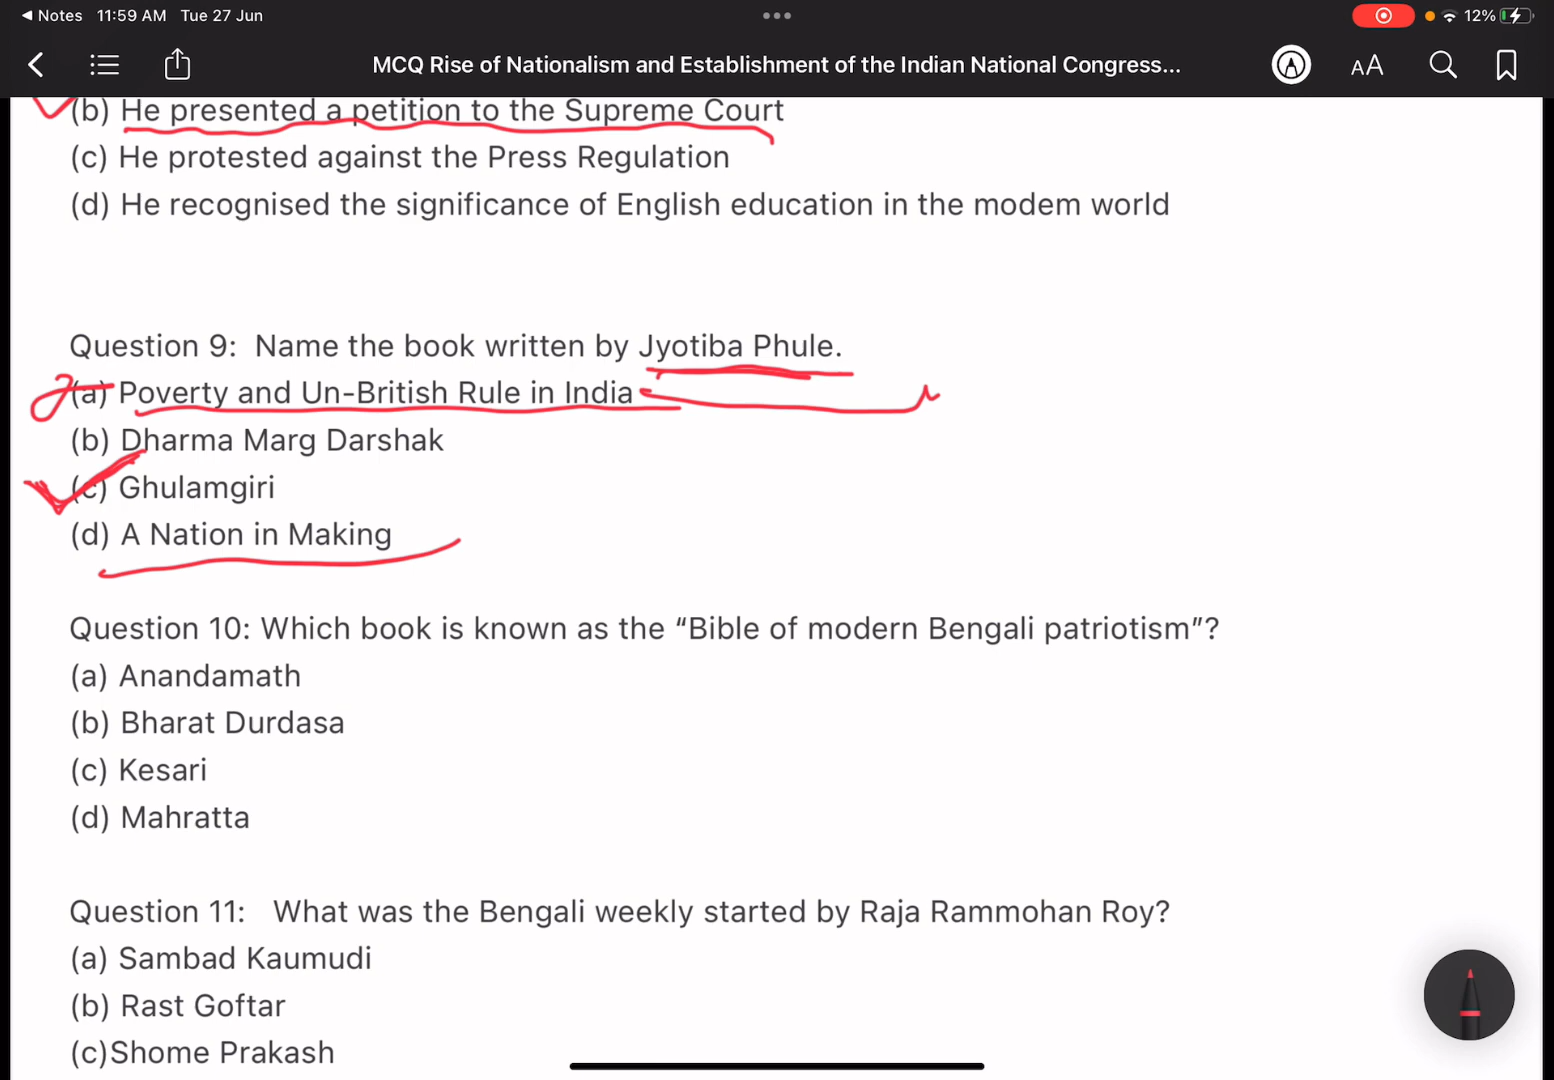 ◀ Notes 11:59 AM Tue 27 Jun 12%
MCQ Rise of Nationalism and Establishment of the Indian National Congress...
AA
(b) He presented a petition to the Supreme Court
(c) He protested against the Press Regulation
(d) He recognised the significance of English education in the modem world
Question 9: Name the book written by Jyotiba Phule.
(a) Poverty and Un-British Rule in India
(b) Dharma Marg Darshak
(c) Ghulamgiri
(d) A Nation in Making
Question 10: Which book is known as the “Bible of modern Bengali patriotism”?
(a) Anandamath
(b) Bharat Durdasa
(c) Kesari
(d) Mahratta
Question 11: What was the Bengali weekly started by Raja Rammohan Roy?
(a) Sambad Kaumudi
(b) Rast Goftar
(c)Shome Prakash